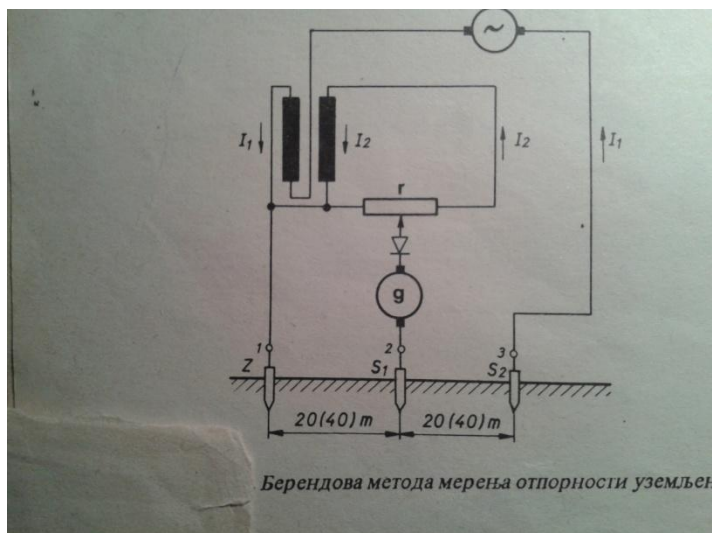 ~
I₁ I₂ I₂ I₁
r
g
1 2 3
Z S₁ S₂
20(40) m 20(40) m
Берендова метода мерења отпорности уземљен